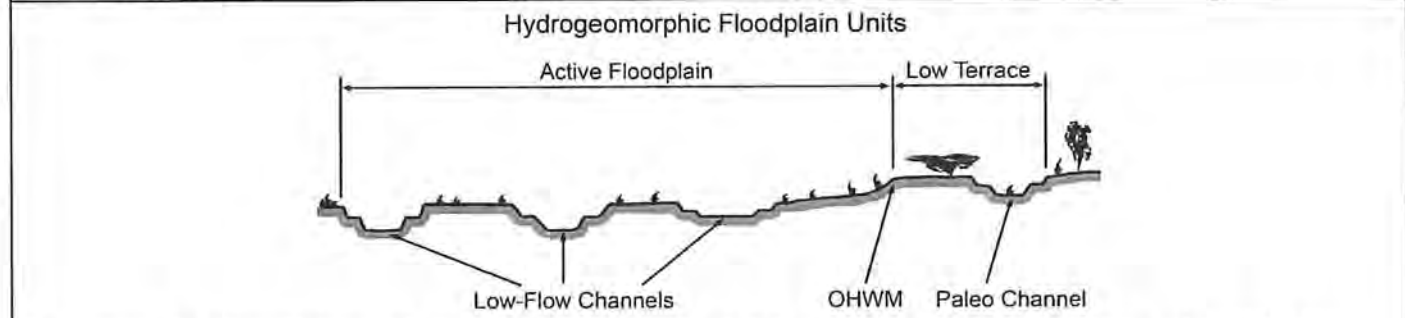 Hydrogeomorphic Floodplain Units
Active Floodplain
Low Terrace
Low-Flow Channels
OHWM
Paleo Channel